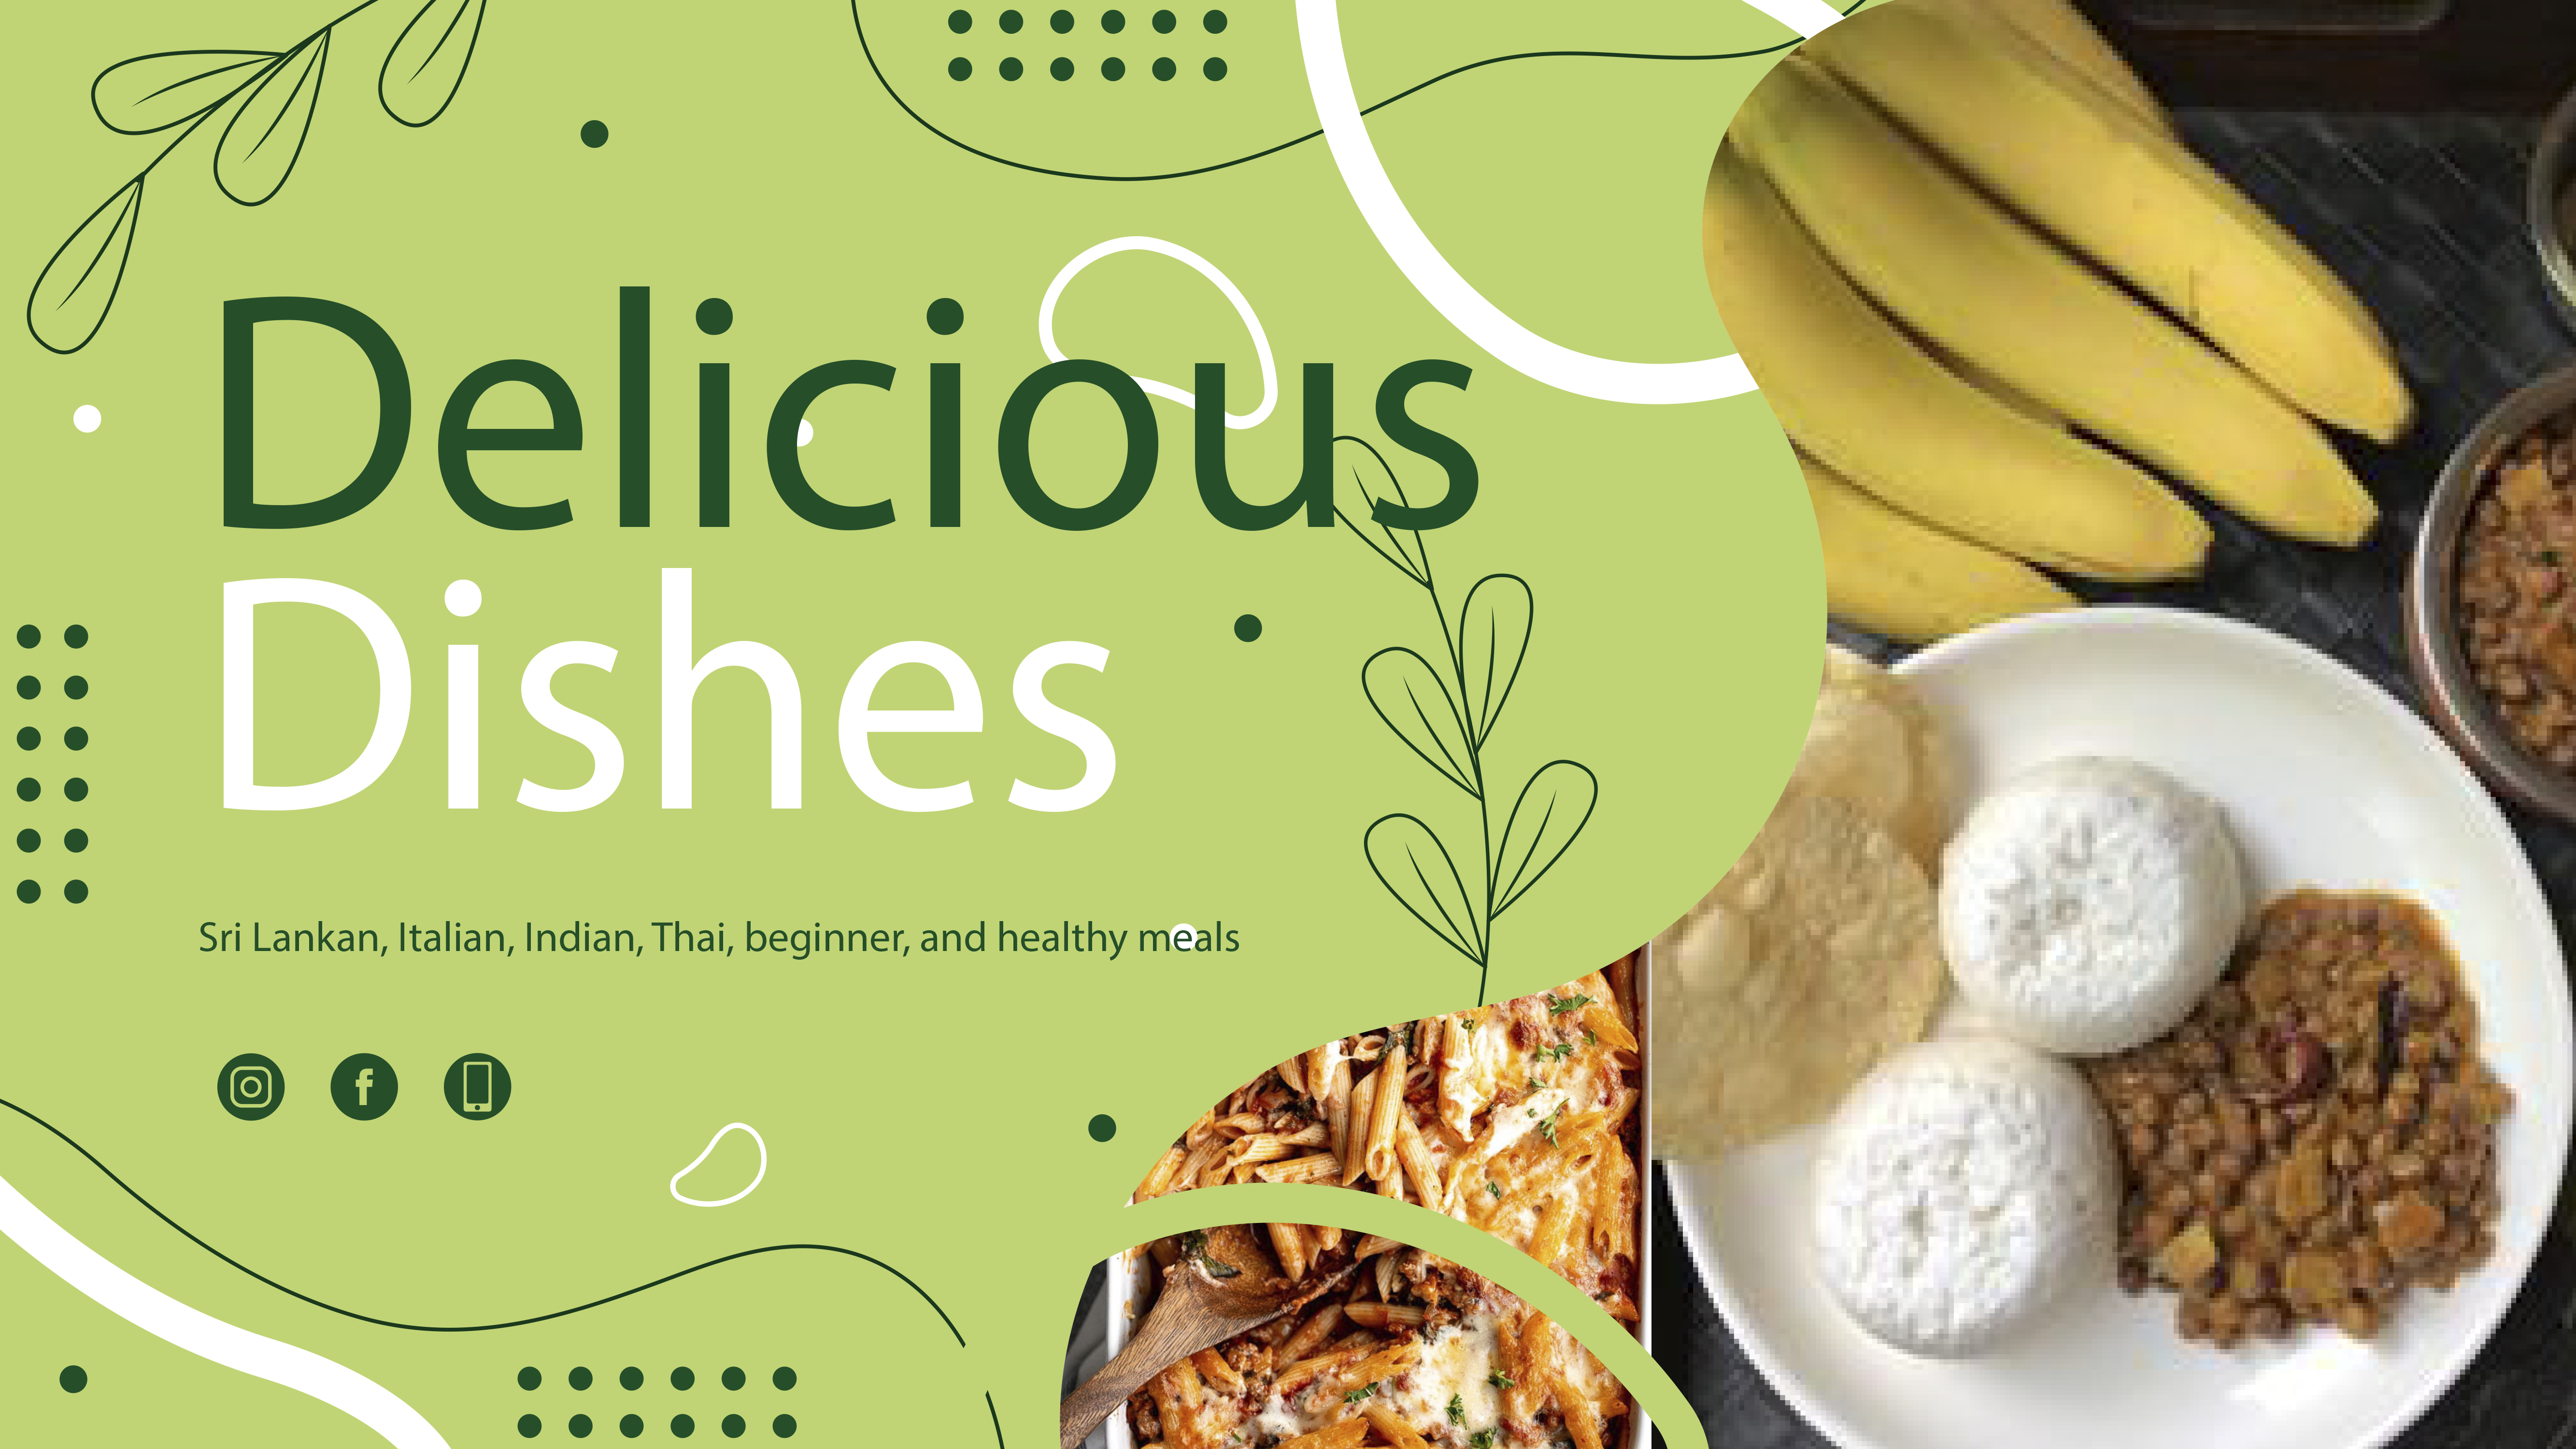 Delicious
Dishes
Sri Lankan, Italian, Indian, Thai, beginner, and healthy meals